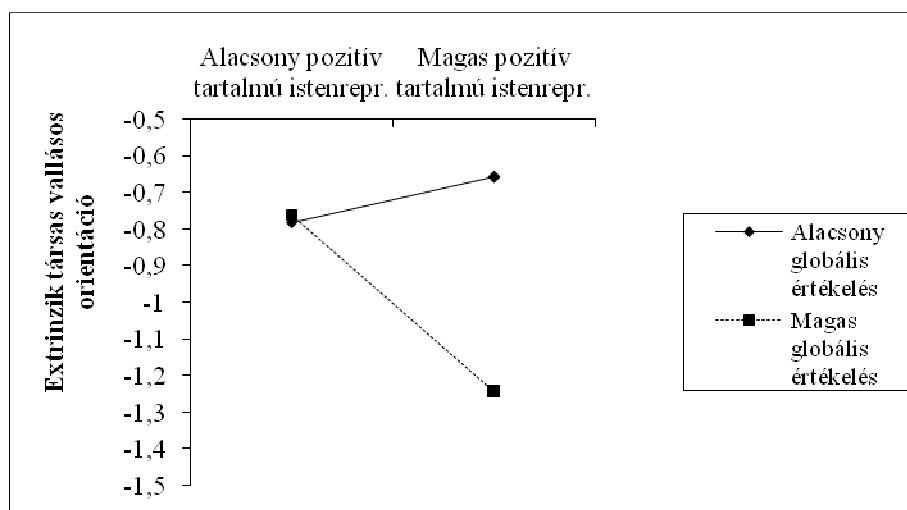 Alacsony pozitív
tartalmú istenrepr.
Magas pozitív
tartalmú istenrepr.
Extrinzik társas vallásos
orientáció
-0,5
-0,6
-0,7
-0,8
-0,9
-1
-1,1
-1,2
-1,3
-1,4
-1,5
Alacsony
globális
értékelés
Magas
globális
értékelés